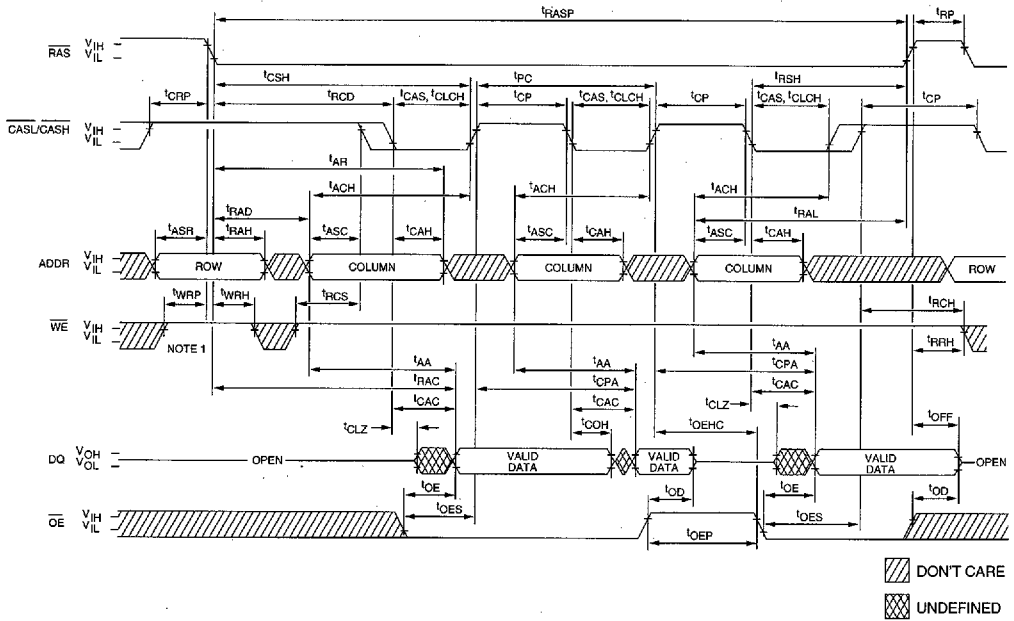 tRASP tRP
RAS VIH VIL
tCSH tPC tRSH
tCRP tRCD tCAS, tCLCH tCP tCAS, tCLCH tCP tCAS, tCLCH tCP
CASL/CASH VIH VIL
tAR
tACH tACH tACH
tRAD tRAL
tASR tRAH tASC tCAH tASC tCAH tASC tCAH
ADDR VIH VIL ROW COLUMN COLUMN COLUMN ROW
tWRP tWRH tRCS tRCH
WE VIH VIL
NOTE 1 tRRH
tAA tAA tAA
tRAC tCPA tCPA
tCAC tCAC tCAC
tCLZ tCOH tCLZ tOEHC tOFF
DQ VOH VOL OPEN VALID DATA VALID DATA VALID DATA OPEN
tOE tOD tOE tOD
tOES tOES
OE VIH VIL
tOEP
DON'T CARE
UNDEFINED